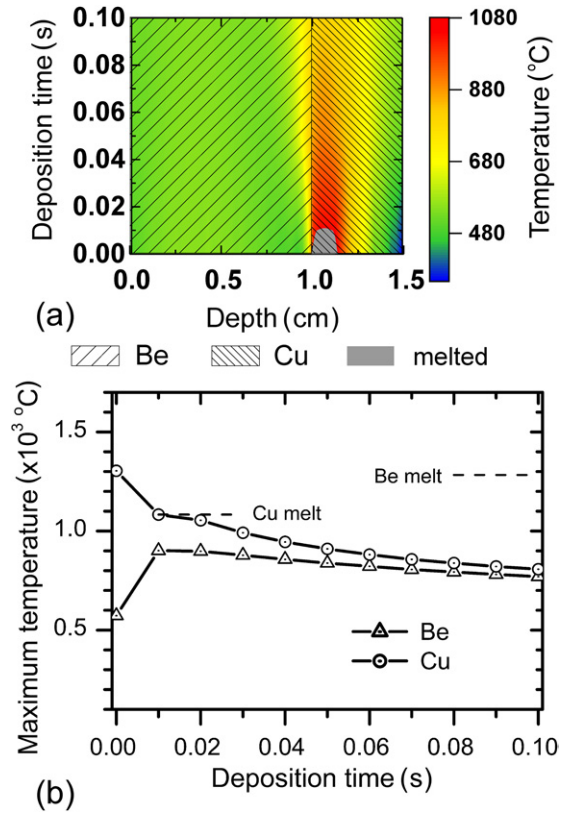 0.10
0.08
0.06
0.04
0.02
0.00
Deposition time (s)
0.0 0.5 1.0 1.5
Depth (cm)
1080
880
680
480
Temperature (°C)
(a)
Be Cu melted
1.5
1.0
0.5
Maximum temperature (x10³ °C)
Be melt
Cu melt
Be
Cu
0.00 0.02 0.04 0.06 0.08 0.10
Deposition time (s)
(b)